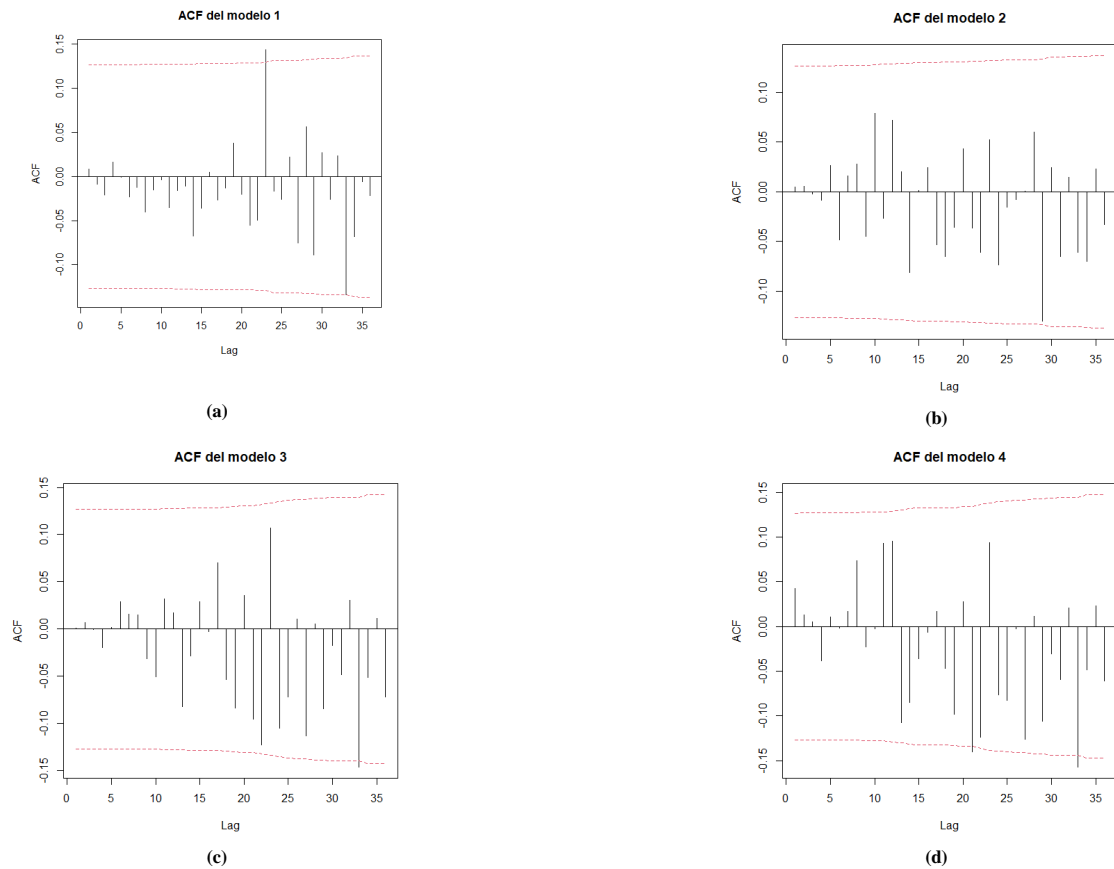 ACF del modelo 1
ACF
0.15
0.10
0.05
0.00
-0.05
-0.10
0 5 10 15 20 25 30 35
Lag
(a)
ACF del modelo 2
ACF
0.10
0.05
0.00
-0.05
-0.10
0 5 10 15 20 25 30 35
Lag
(b)
ACF del modelo 3
ACF
0.15
0.10
0.05
0.00
-0.05
-0.10
-0.15
0 5 10 15 20 25 30 35
Lag
(c)
ACF del modelo 4
ACF
0.15
0.10
0.05
0.00
-0.05
-0.10
-0.15
0 5 10 15 20 25 30 35
Lag
(d)